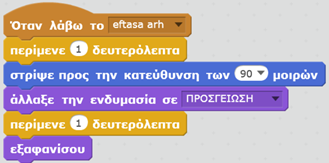 Όταν λάβω το eftasa arh
περίμενε 1 δευτερόλεπτα
στρίψε προς την κατεύθυνση των 90 μοιρών
άλλαξε την ενδυμασία σε ΠΡΟΣΓΕΙΩΣΗ
περίμενε 1 δευτερόλεπτα
εξαφανίσου